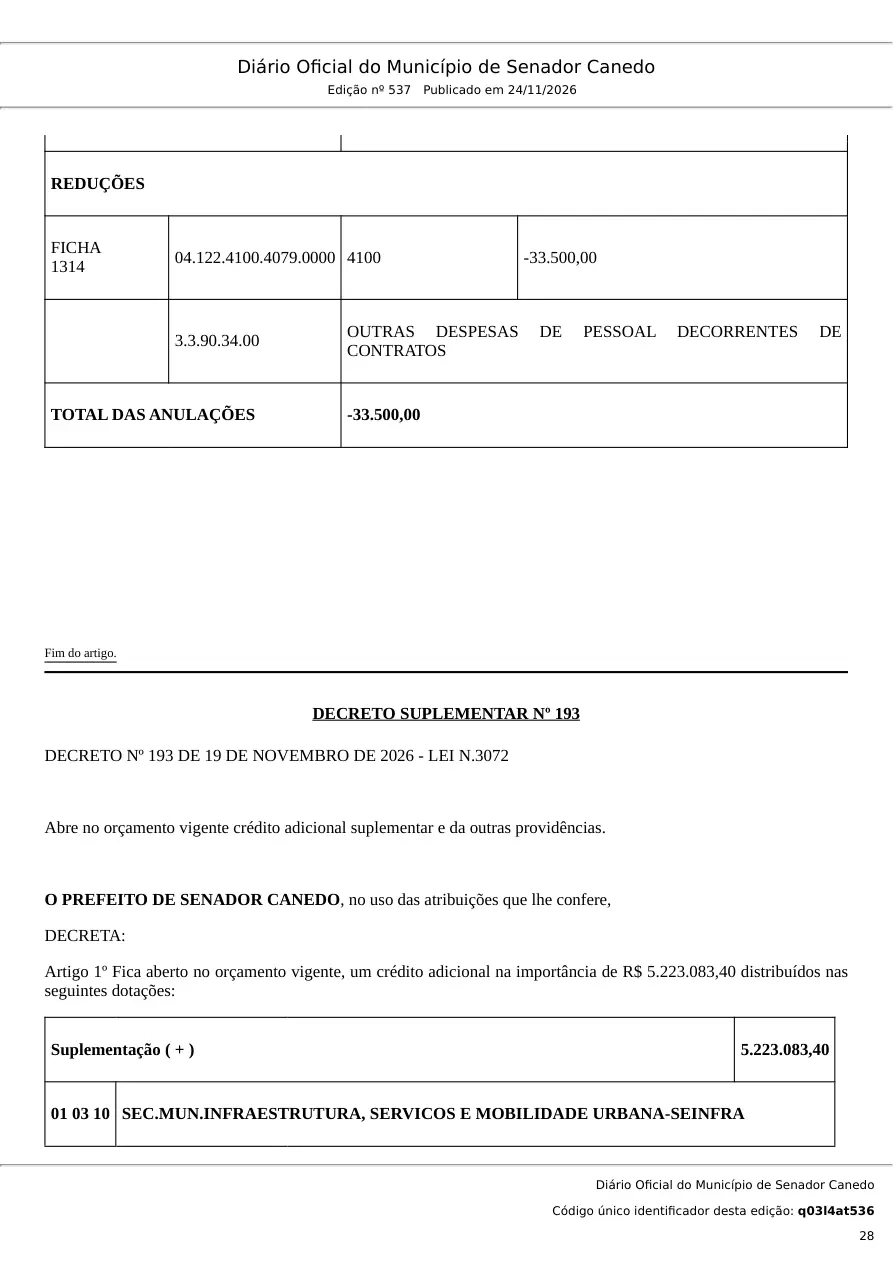 Diário Oficial do Município de Senador Canedo
Edição nº 537 Publicado em 24/11/2026
REDUÇÕES
FICHA
1314
04.122.4100.4079.0000
4100
-33.500,00
3.3.90.34.00
OUTRAS DESPESAS DE PESSOAL DECORRENTES DE
CONTRATOS
TOTAL DAS ANULAÇÕES
-33.500,00
Fim do artigo.
DECRETO SUPLEMENTAR Nº 193
DECRETO Nº 193 DE 19 DE NOVEMBRO DE 2026 - LEI N.3072
Abre no orçamento vigente crédito adicional suplementar e da outras providências.
O PREFEITO DE SENADOR CANEDO, no uso das atribuições que lhe confere,
DECRETA:
Artigo 1º Fica aberto no orçamento vigente, um crédito adicional na importância de R$ 5.223.083,40 distribuídos nas
seguintes dotações:
Suplementação ( + )
5.223.083,40
01 03 10
SEC.MUN.INFRAESTRUTURA, SERVICOS E MOBILIDADE URBANA-SEINFRA
Diário Oficial do Município de Senador Canedo
Código único identificador desta edição: q03l4at536
28